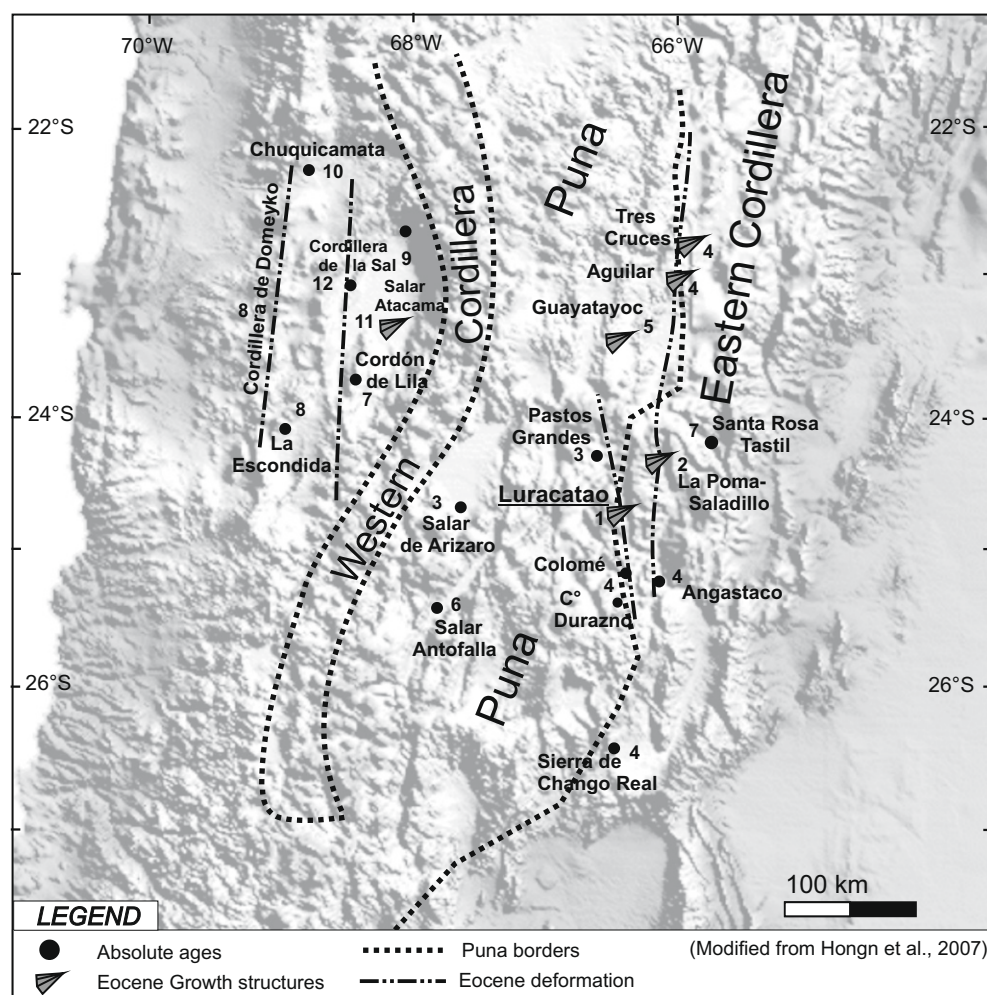 70°W
68°W
66°W
22°S
22°S
Puna
Eastern Cordillera
Chuquicamata
10
Cordillera de Domeyko
8
Cordillera
de la Sal
12
9
Salar
Atacama
11
Cordón
de Lila
7
Western Cordillera
Tres
Cruces
4
Aguilar
4
Guayatayoc
5
24°S
24°S
8
La
Escondida
Pastos
Grandes
3
7
Santa Rosa
Tastil
2
La Poma-
Saladillo
Luracatao
1
3
Salar
de Arizaro
Colomé
4
C°
Durazno
4
Angastaco
6
Salar
Antofalla
Puna
26°S
26°S
Sierra de
Chango Real
4
100 km
LEGEND
Absolute ages
Eocene Growth structures
Puna borders
Eocene deformation
(Modified from Hongn et al., 2007)